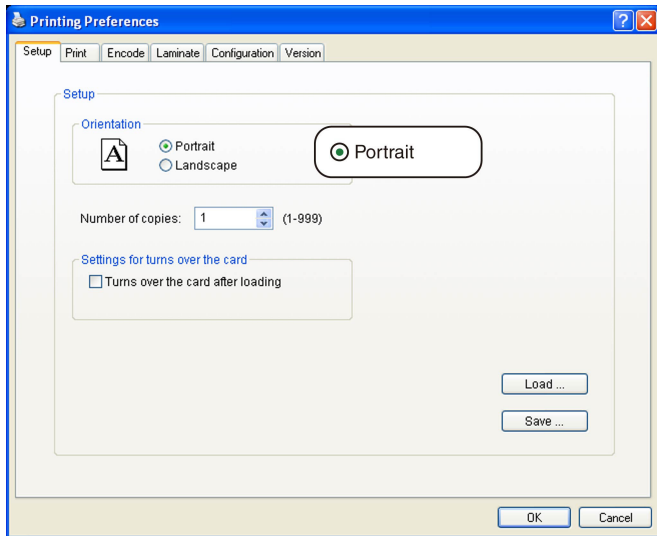 Printing Preferences
Setup Print Encode Laminate Configuration Version
Setup
Orientation
A
Portrait
Landscape
Portrait
Number of copies: 1 (1-999)
Settings for turns over the card
Turns over the card after loading
Load ...
Save ...
OK Cancel